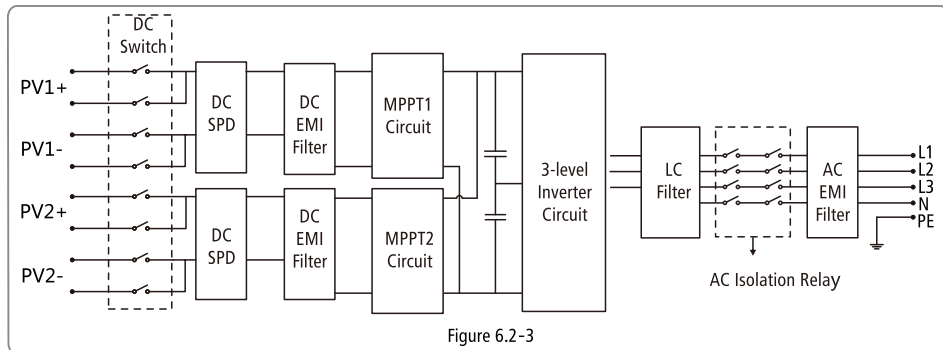 DC
Switch
PV1+
PV1-
PV2+
PV2-
DC
SPD
DC
EMI
Filter
MPPT1
Circuit
DC
SPD
DC
EMI
Filter
MPPT2
Circuit
3-level
Inverter
Circuit
LC
Filter
AC
EMI
Filter
L1
L2
L3
N
PE
AC Isolation Relay
Figure 6.2-3